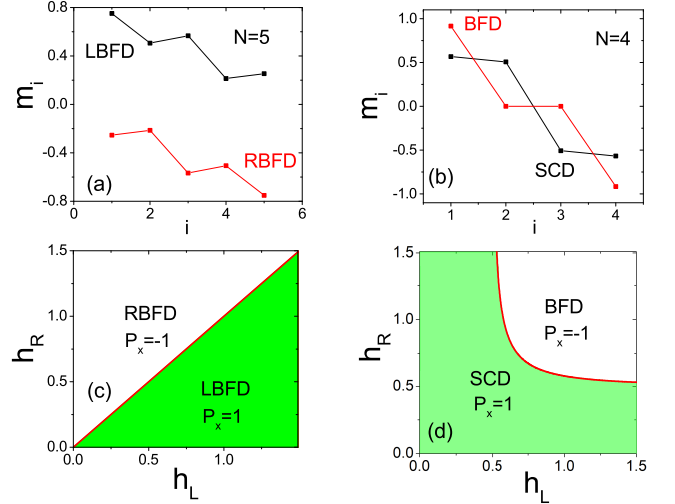 0.8
0.4
0.0
-0.4
-0.8
m_i
LBFD
N=5
RBFD
(a)
0 2 4 6
i
1.0
0.5
0.0
-0.5
-1.0
m_i
BFD
N=4
SCD
(b)
1 2 3 4
i
1.5
1.0
0.5
0.0
h_R
RBFD
P_x=-1
LBFD
P_x=1
(c)
0.0 0.5 1.0
h_L
1.5
1.0
0.5
0.0
h_R
BFD
P_x=-1
SCD
P_x=1
(d)
0.0 0.5 1.0 1.5
h_L